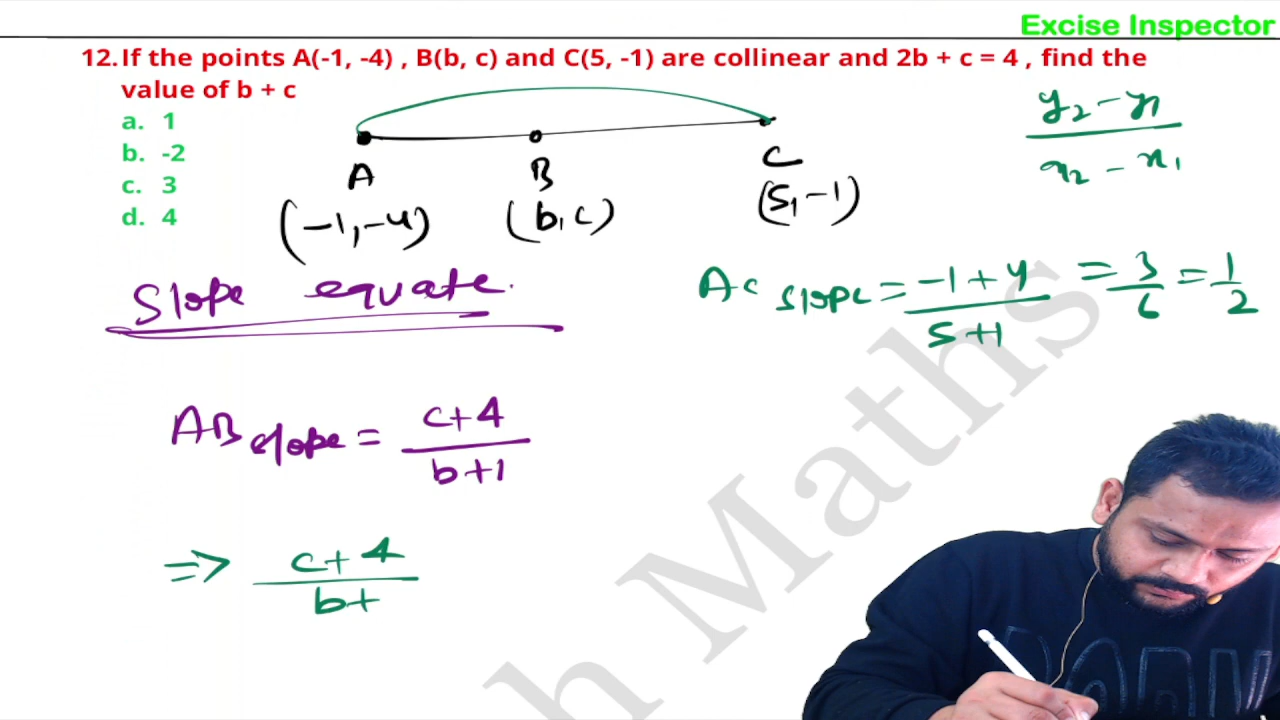 Excise Inspector
12. If the points A(-1, -4) , B(b, c) and C(5, -1) are collinear and 2b + c = 4 , find the
value of b + c
a. 1
b. -2
c. 3
d. 4
A
B
C
(-1,-4)
(b, c)
(5, -1)
y2 - y1
x2 - x1
Slope equate.
AC slope = -1 + 4 / 5 + 1 = 3/6 = 1/2
AB slope = c+4 / b+1
=> c+4 / b+
h Maths